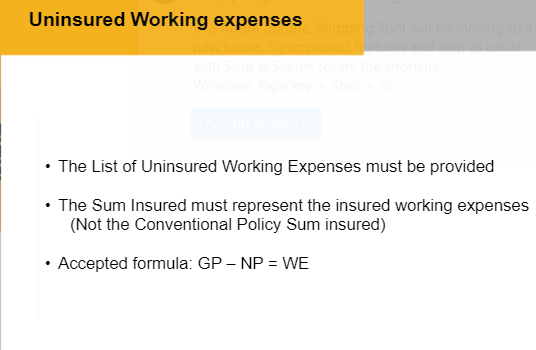 Uninsured Working expenses
Snipping Tool will be moving to a
new home. Try improved features and snip as usual
with Snip & Sketch (or try the shortcut
Windows logo key + Shift + S).
Try Snip & Sketch
• The List of Uninsured Working Expenses must be provided
• The Sum Insured must represent the insured working expenses
(Not the Conventional Policy Sum insured)
• Accepted formula: GP – NP = WE